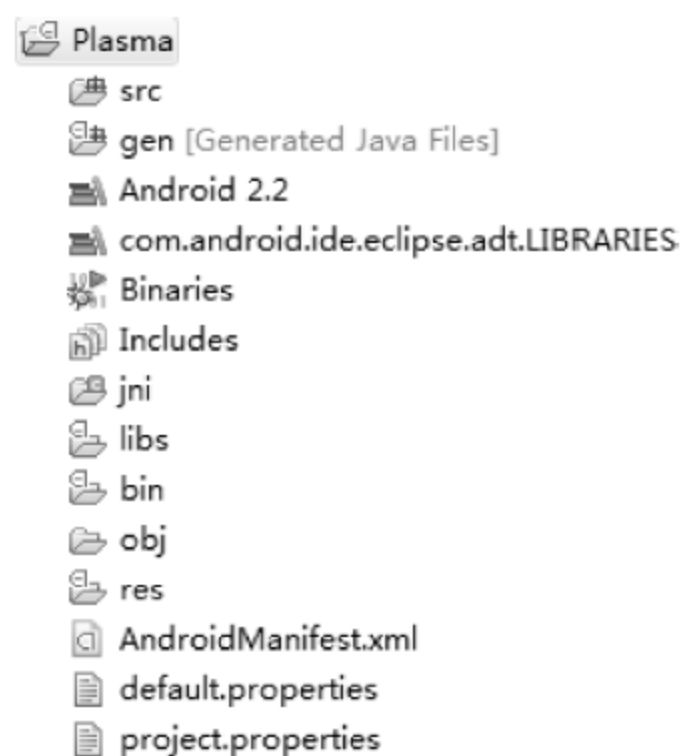 Plasma
src
gen [Generated Java Files]
Android 2.2
com.android.ide.eclipse.adt.LIBRARIES
Binaries
Includes
jni
libs
bin
obj
res
AndroidManifest.xml
default.properties
project.properties